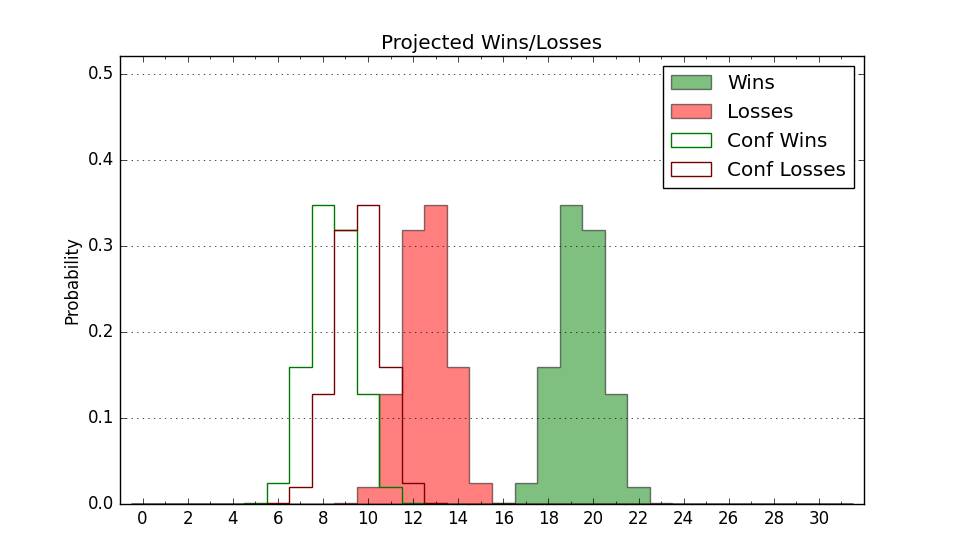 Projected Wins/Losses
Probability
0.5
0.4
0.3
0.2
0.1
0.0
Wins
Losses
Conf Wins
Conf Losses
0 2 4 6 8 10 12 14 16 18 20 22 24 26 28 30